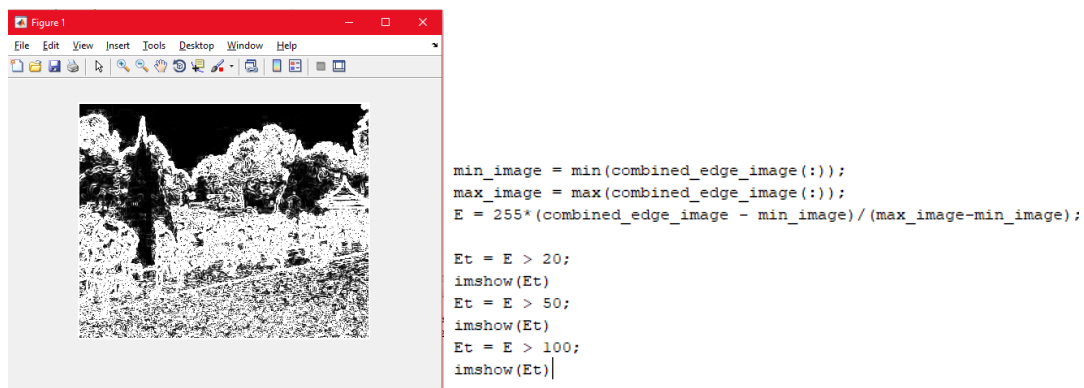 Figure 1
File Edit View Insert Tools Desktop Window Help
min_image = min(combined_edge_image(:));
max_image = max(combined_edge_image(:));
E = 255*(combined_edge_image - min_image)/(max_image-min_image);
Et = E > 20;
imshow(Et)
Et = E > 50;
imshow(Et)
Et = E > 100;
imshow(Et)